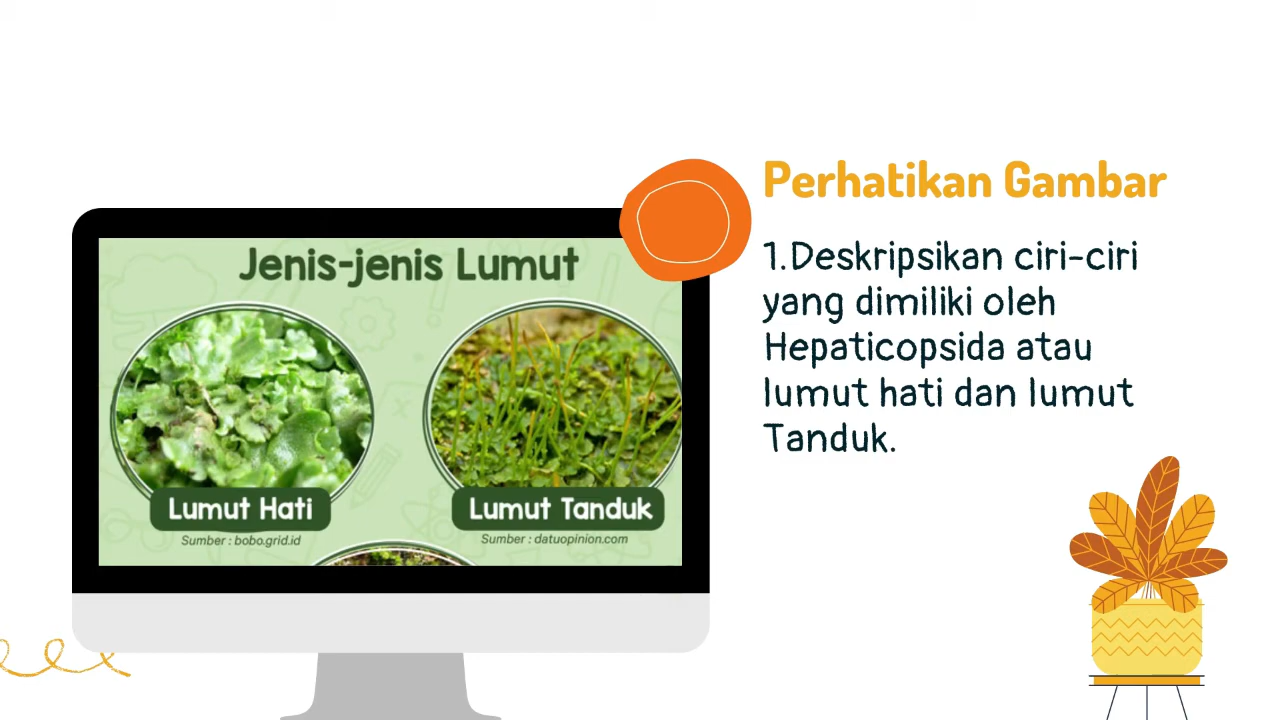 Perhatikan Gambar
1.Deskripsikan ciri-ciri
yang dimiliki oleh
Hepaticopsida atau
lumut hati dan lumut
Tanduk.
Jenis-jenis Lumut
Lumut Hati
Sumber : bobo.grid.id
Lumut Tanduk
Sumber : datuopinion.com